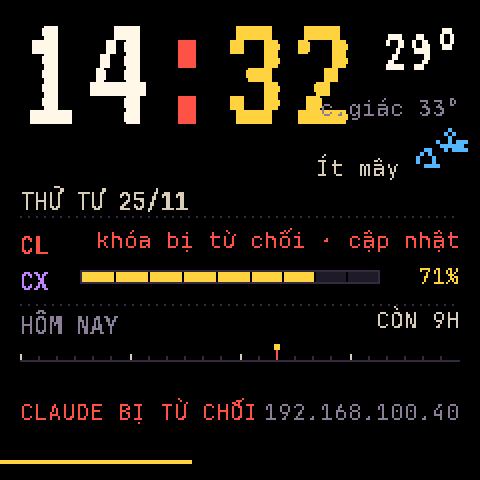 14:32 29°
c.giác 33°
Ít mây
THỨ TƯ 25/11
CL khóa bị từ chối · cập nhật
CX 71%
HÔM NAY CÒN 9H
CLAUDE BỊ TỪ CHỐI 192.168.100.40